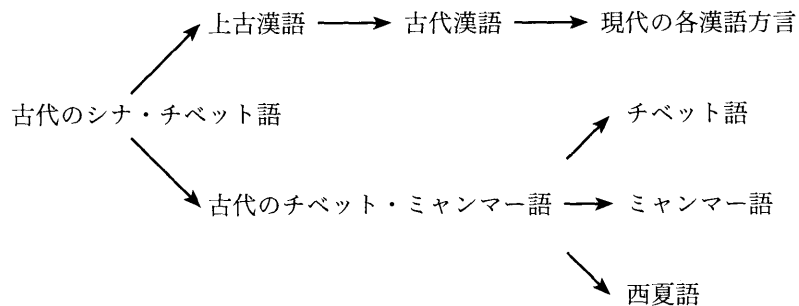 上古漢語 → 古代漢語 → 現代の各漢語方言
古代のシナ・チベット語
チベット語
古代のチベット・ミャンマー語 → ミャンマー語
西夏語